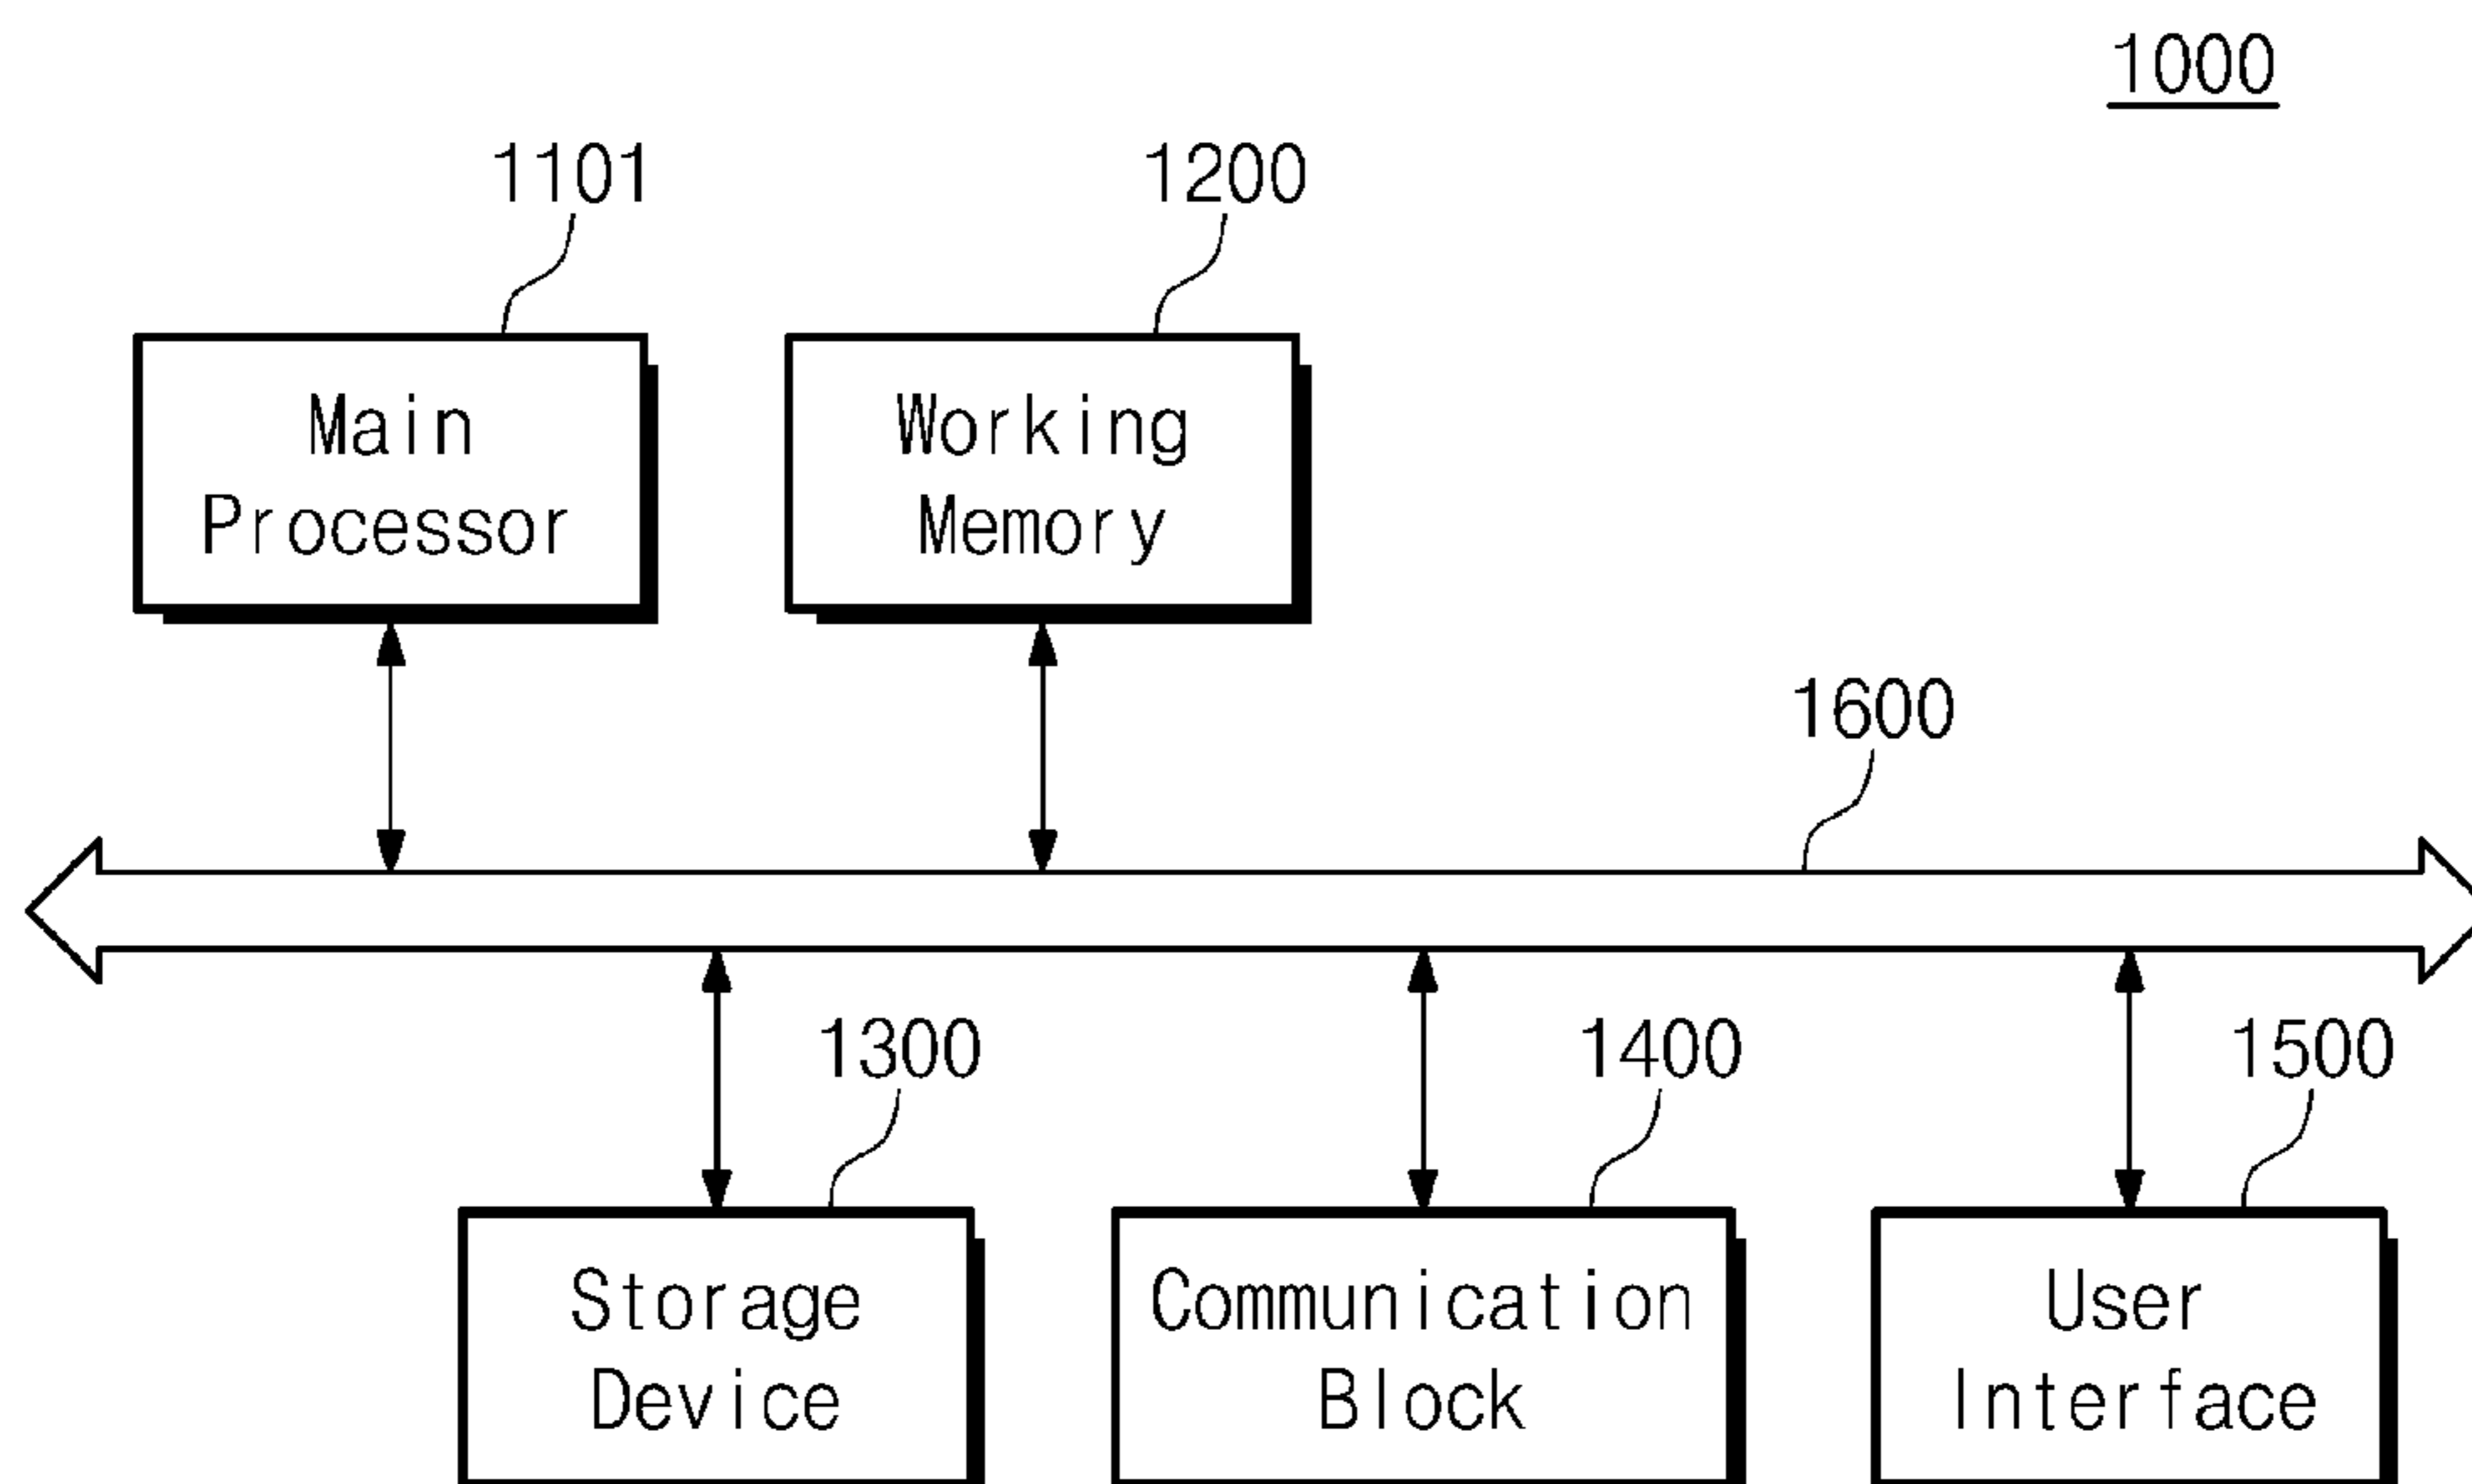 1000
1101
1200
Main
Processor
Working
Memory
1600
1300
1400
1500
Storage
Device
Communication
Block
User
Interface